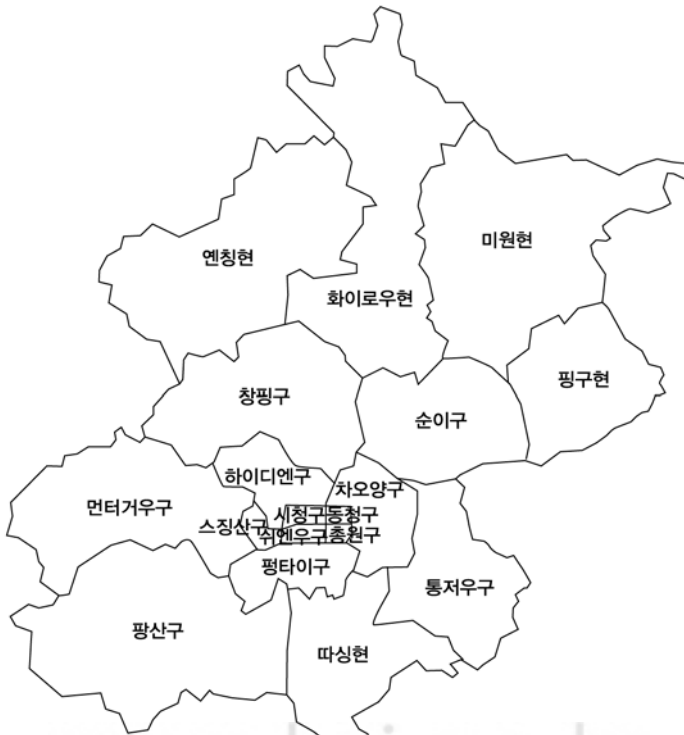 미원현
옌칭현
화이로우현
핑구현
창핑구
순이구
하이디엔구
차오양구
먼터거우구
시청구동청구
스징산구
쉬엔우구총원구
펑타이구
통저우구
팡산구
따싱현